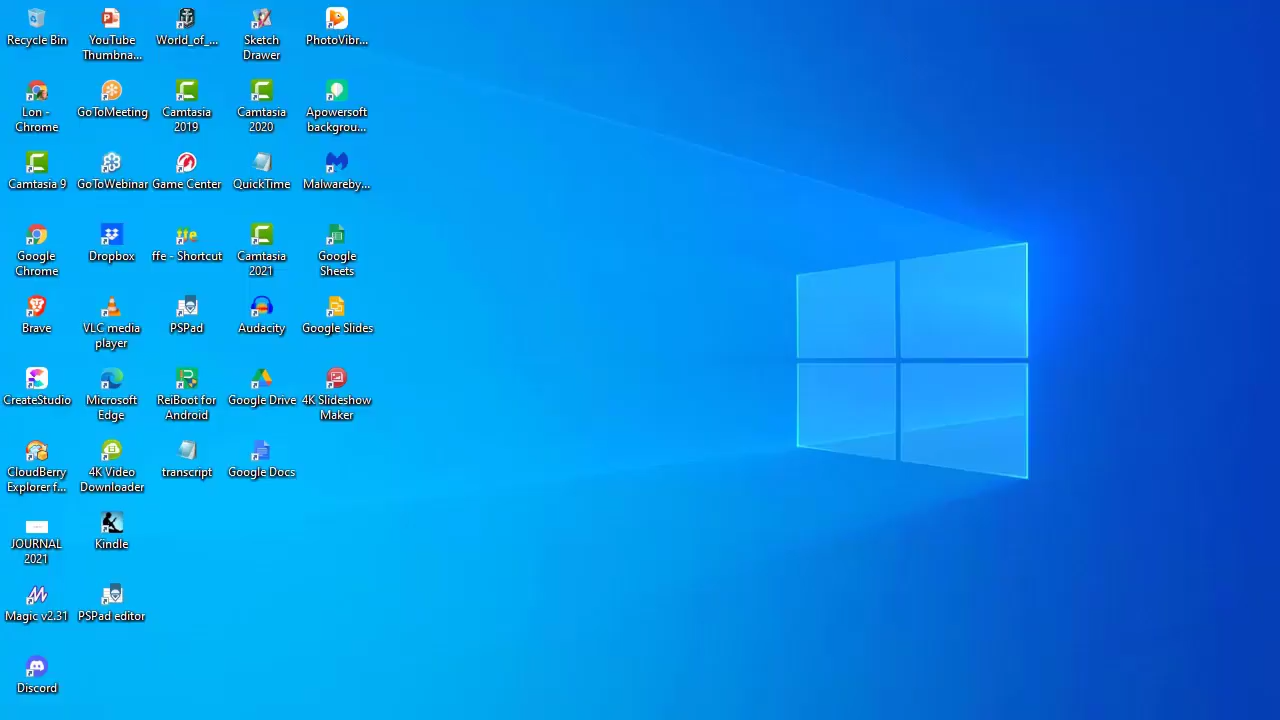 Recycle Bin
YouTube
Thumbna...
World_of_...
Sketch
Drawer
PhotoVibr...
Lon -
Chrome
GoToMeeting
Camtasia
2019
Camtasia
2020
Apowersoft
backgrou...
Camtasia 9
GoToWebinar
Game Center
QuickTime
Malwareby...
Google
Chrome
Dropbox
ffe - Shortcut
Camtasia
2021
Google
Sheets
Brave
VLC media
player
PSPad
Audacity
Google Slides
CreateStudio
Microsoft
Edge
ReiBoot for
Android
Google Drive
4K Slideshow
Maker
CloudBerry
Explorer f...
4K Video
Downloader
transcript
Google Docs
JOURNAL
2021
Kindle
Magic v2.31
PSPad editor
Discord